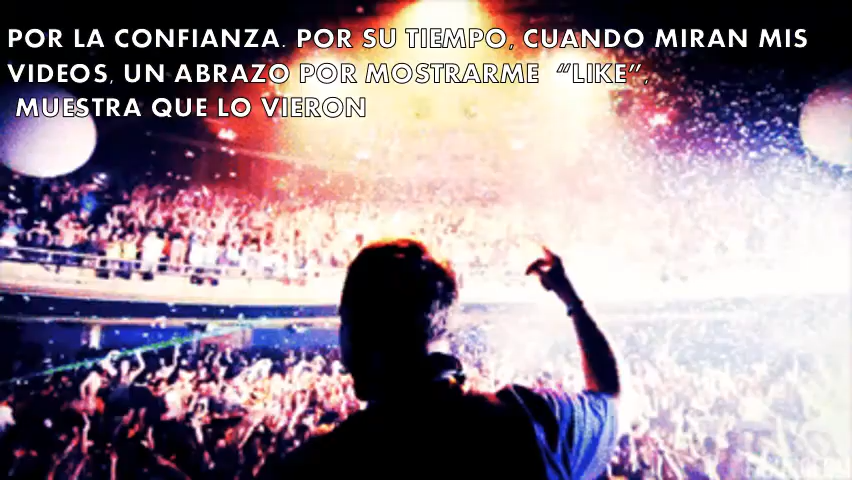 POR LA CONFIANZA. POR SU TIEMPO, CUANDO MIRAN MIS
VIDEOS, UN ABRAZO POR MOSTRARME “LIKE”,
MUESTRA QUE LO VIERON